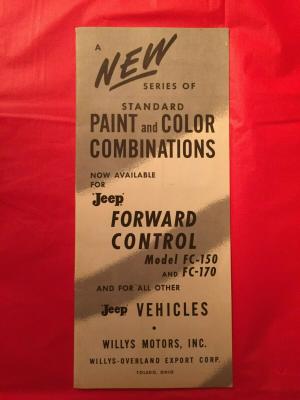 A
NEW
SERIES OF
STANDARD
PAINT and COLOR
COMBINATIONS
NOW AVAILABLE
FOR
'Jeep'
FORWARD
CONTROL
Model FC-150
AND FC-170
AND FOR ALL OTHER
'Jeep' VEHICLES
•
WILLYS MOTORS, INC.
WILLYS-OVERLAND EXPORT CORP.
TOLEDO, OHIO